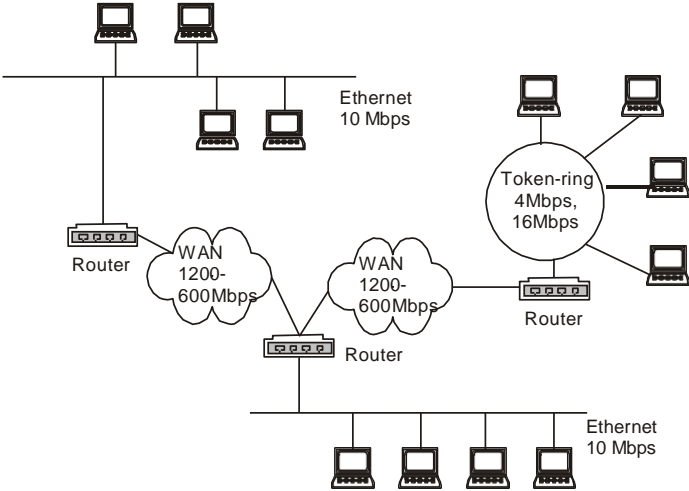 Ethernet
10 Mbps
Token-ring
4Mbps,
16Mbps
Router
WAN
1200-
600Mbps
WAN
1200-
600Mbps
Router
Router
Ethernet
10 Mbps